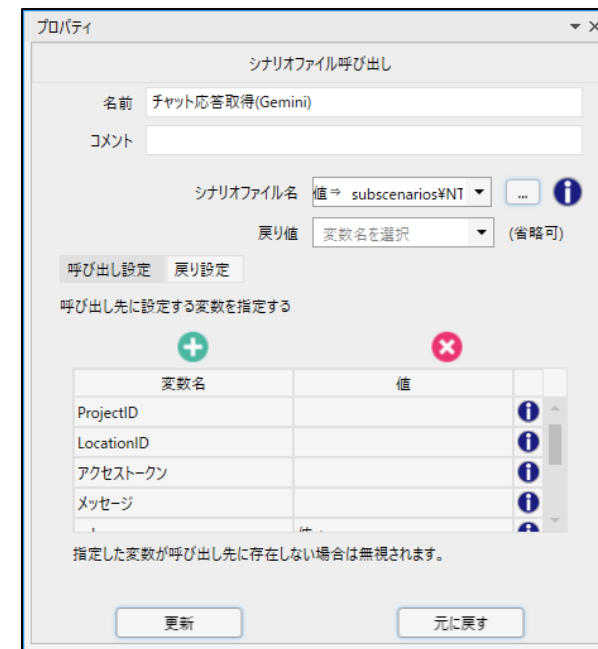 プロパティ
シナリオファイル呼び出し
名前 チャット応答取得(Gemini)
コメント
シナリオファイル名 値⇒ subscenarios¥NT ...
戻り値 変数名を選択 (省略可)
呼び出し設定 戻り設定
呼び出し先に設定する変数を指定する
変数名 値
ProjectID
LocationID
アクセストークン
メッセージ
指定した変数が呼び出し先に存在しない場合は無視されます。
更新 元に戻す